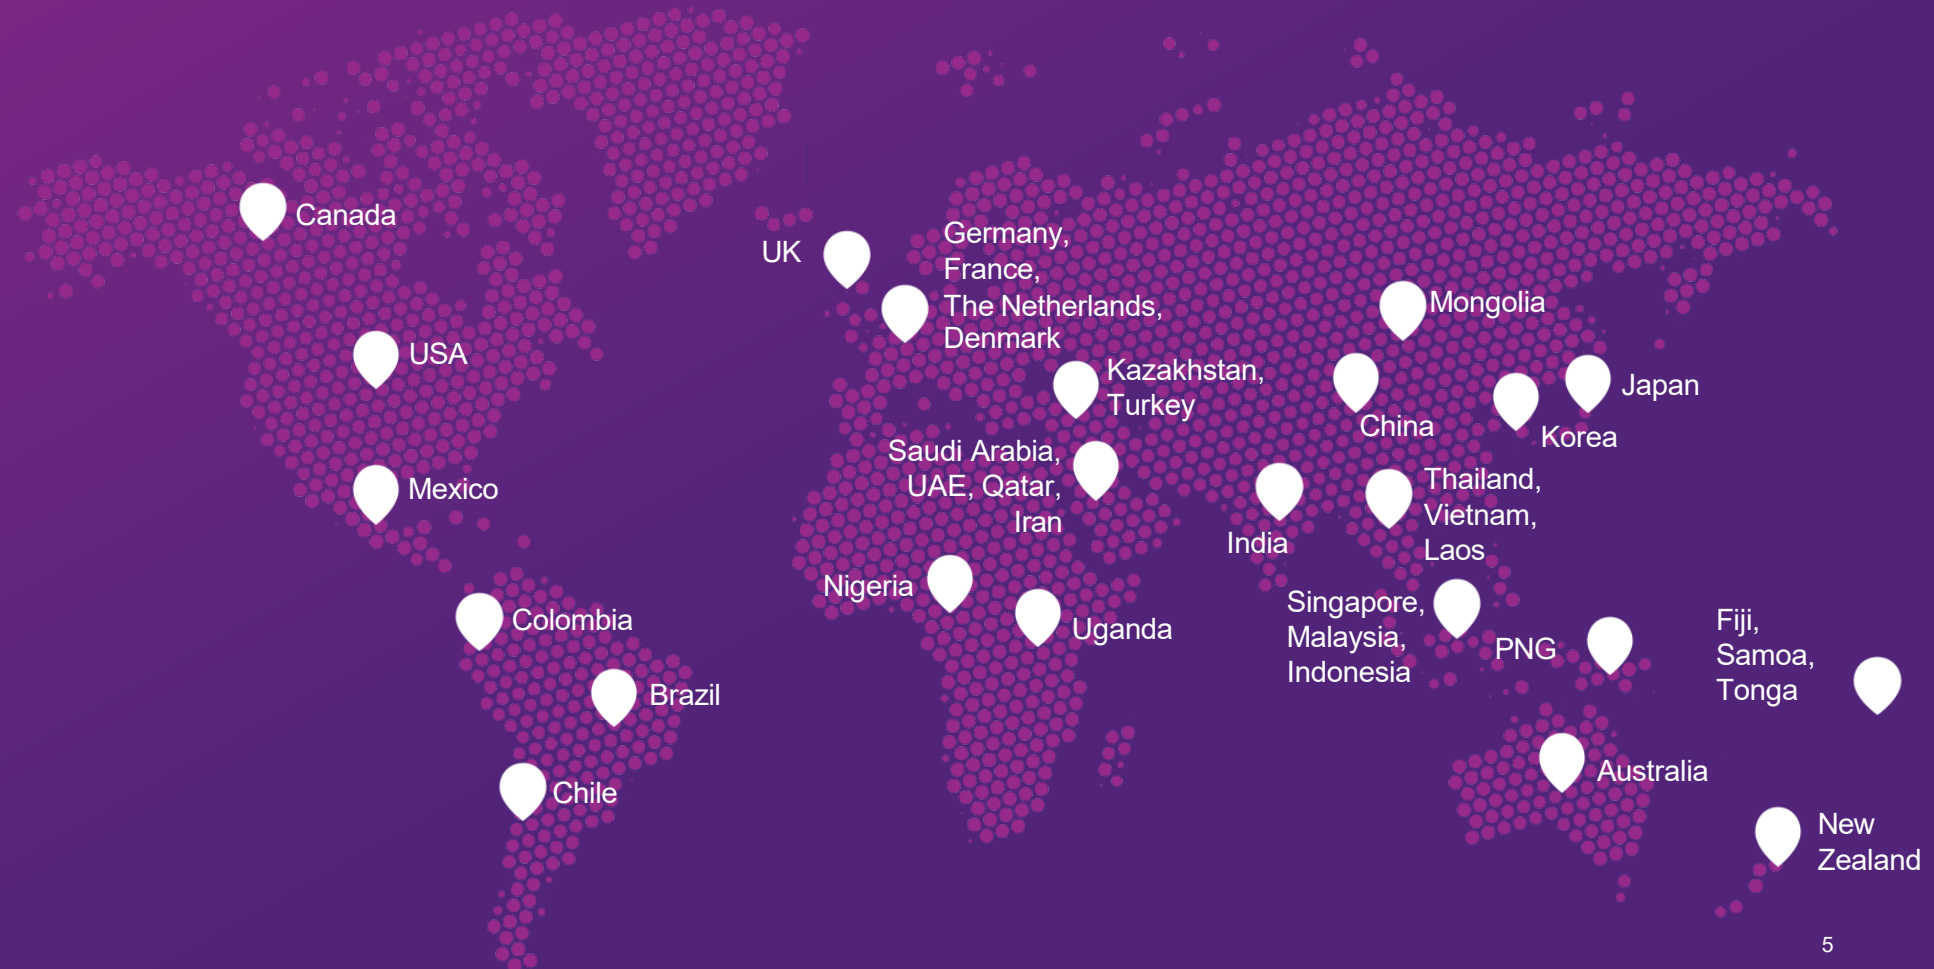 Canada
UK
Germany,
France,
The Netherlands,
Denmark
Mongolia
USA
Kazakhstan,
Turkey
China
Korea
Japan
Mexico
Saudi Arabia,
UAE, Qatar,
Iran
India
Thailand,
Vietnam,
Laos
Nigeria
Uganda
Singapore,
Malaysia,
Indonesia
PNG
Fiji,
Samoa,
Tonga
Colombia
Brazil
Chile
Australia
New
Zealand
5